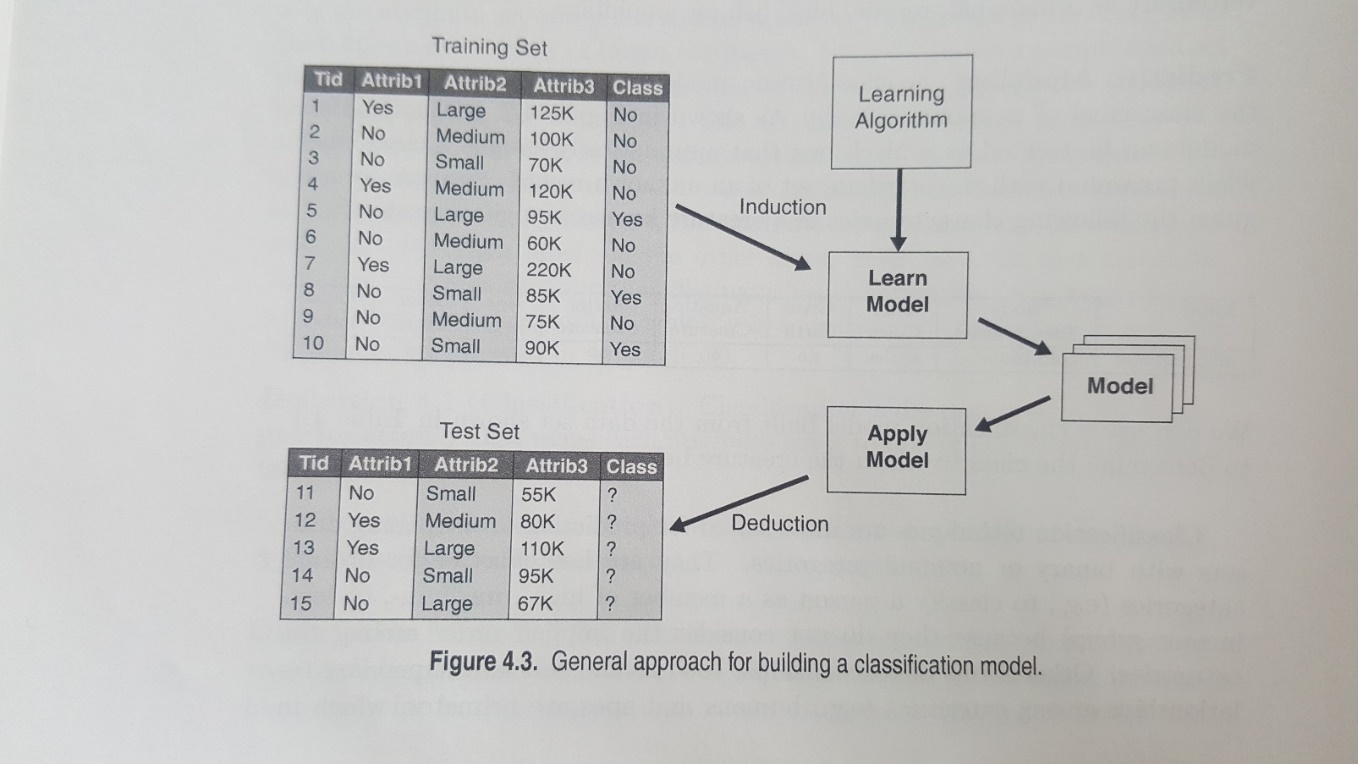 Training Set
Tid Attrib1 Attrib2 Attrib3 Class
1 Yes Large 125K No
2 No Medium 100K No
3 No Small 70K No
4 Yes Medium 120K No
5 No Large 95K Yes
6 No Medium 60K No
7 Yes Large 220K No
8 No Small 85K Yes
9 No Medium 75K No
10 No Small 90K Yes
Learning
Algorithm
Induction
Learn
Model
Model
Apply
Model
Deduction
Test Set
Tid Attrib1 Attrib2 Attrib3 Class
11 No Small 55K ?
12 Yes Medium 80K ?
13 Yes Large 110K ?
14 No Small 95K ?
15 No Large 67K ?
Figure 4.3. General approach for building a classification model.